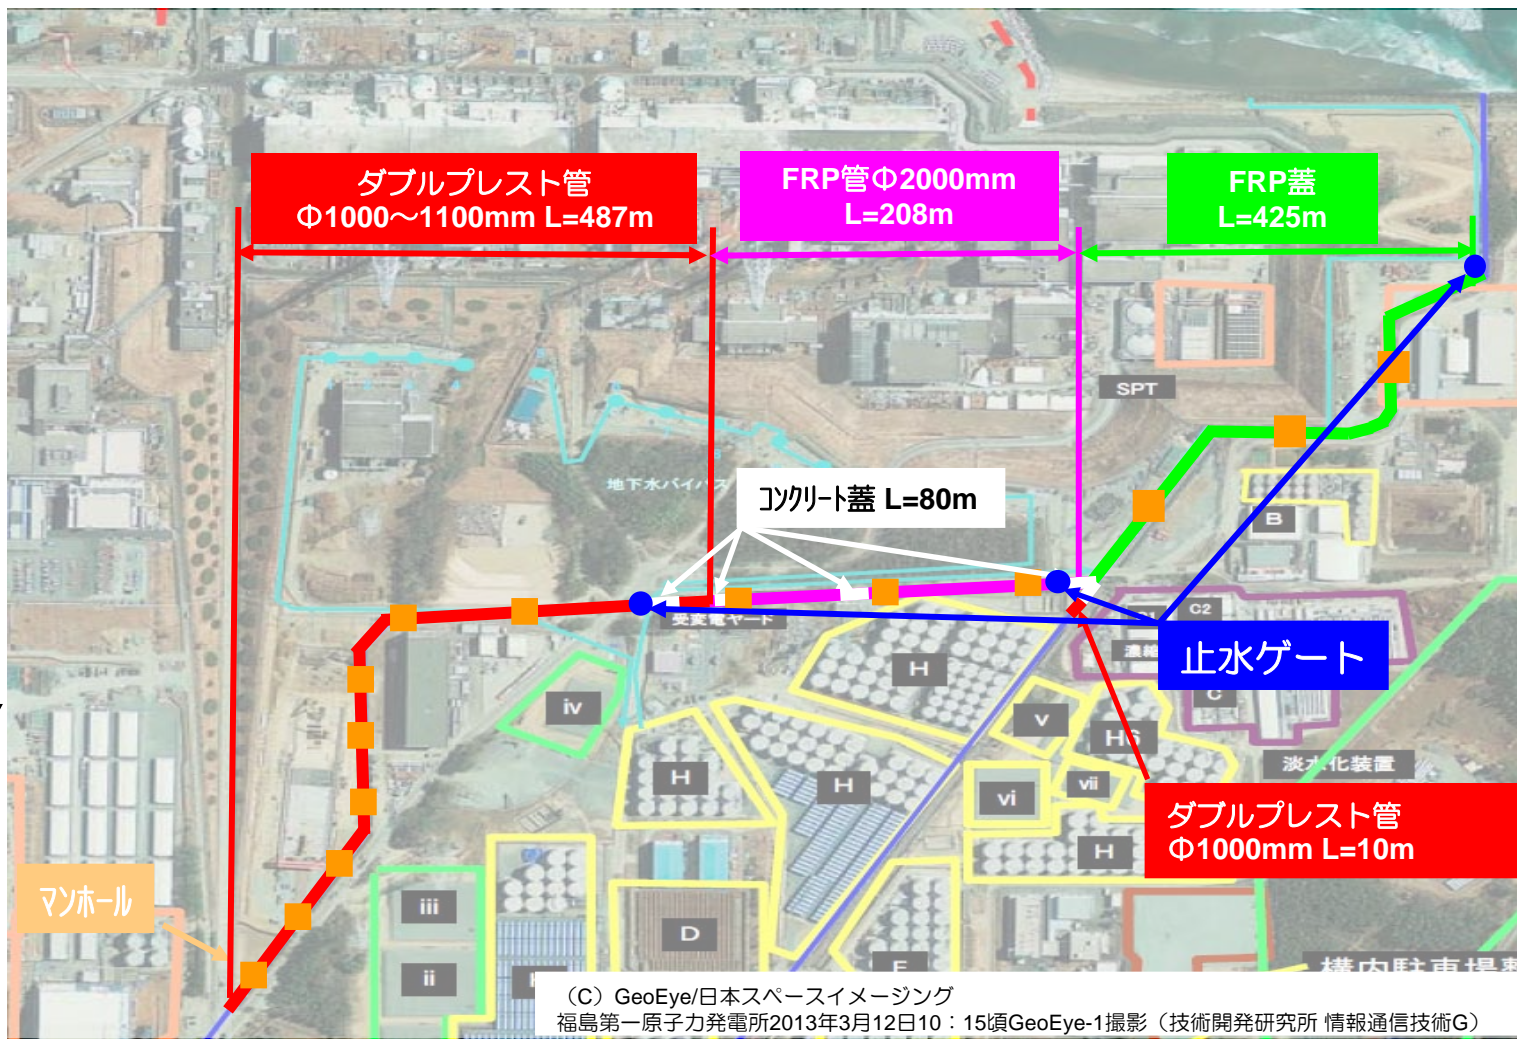 ダブルプレスト管
Φ1000～1100mm L=487m
FRP管Φ2000mm
L=208m
FRP蓋
L=425m
SPT
地下水バイパス
コンクリート蓋 L=80m
B
受変電ヤード
C2
止水ゲート
H
iv
v
C
H6
淡水化装置
H
H
vi
vii
ダブルプレスト管
Φ1000mm L=10m
H
マンホール
iii
D
ii
（C）GeoEye/日本スペースイメージング
福島第一原子力発電所2013年3月12日10：15頃GeoEye-1撮影（技術開発研究所 情報通信技術G）